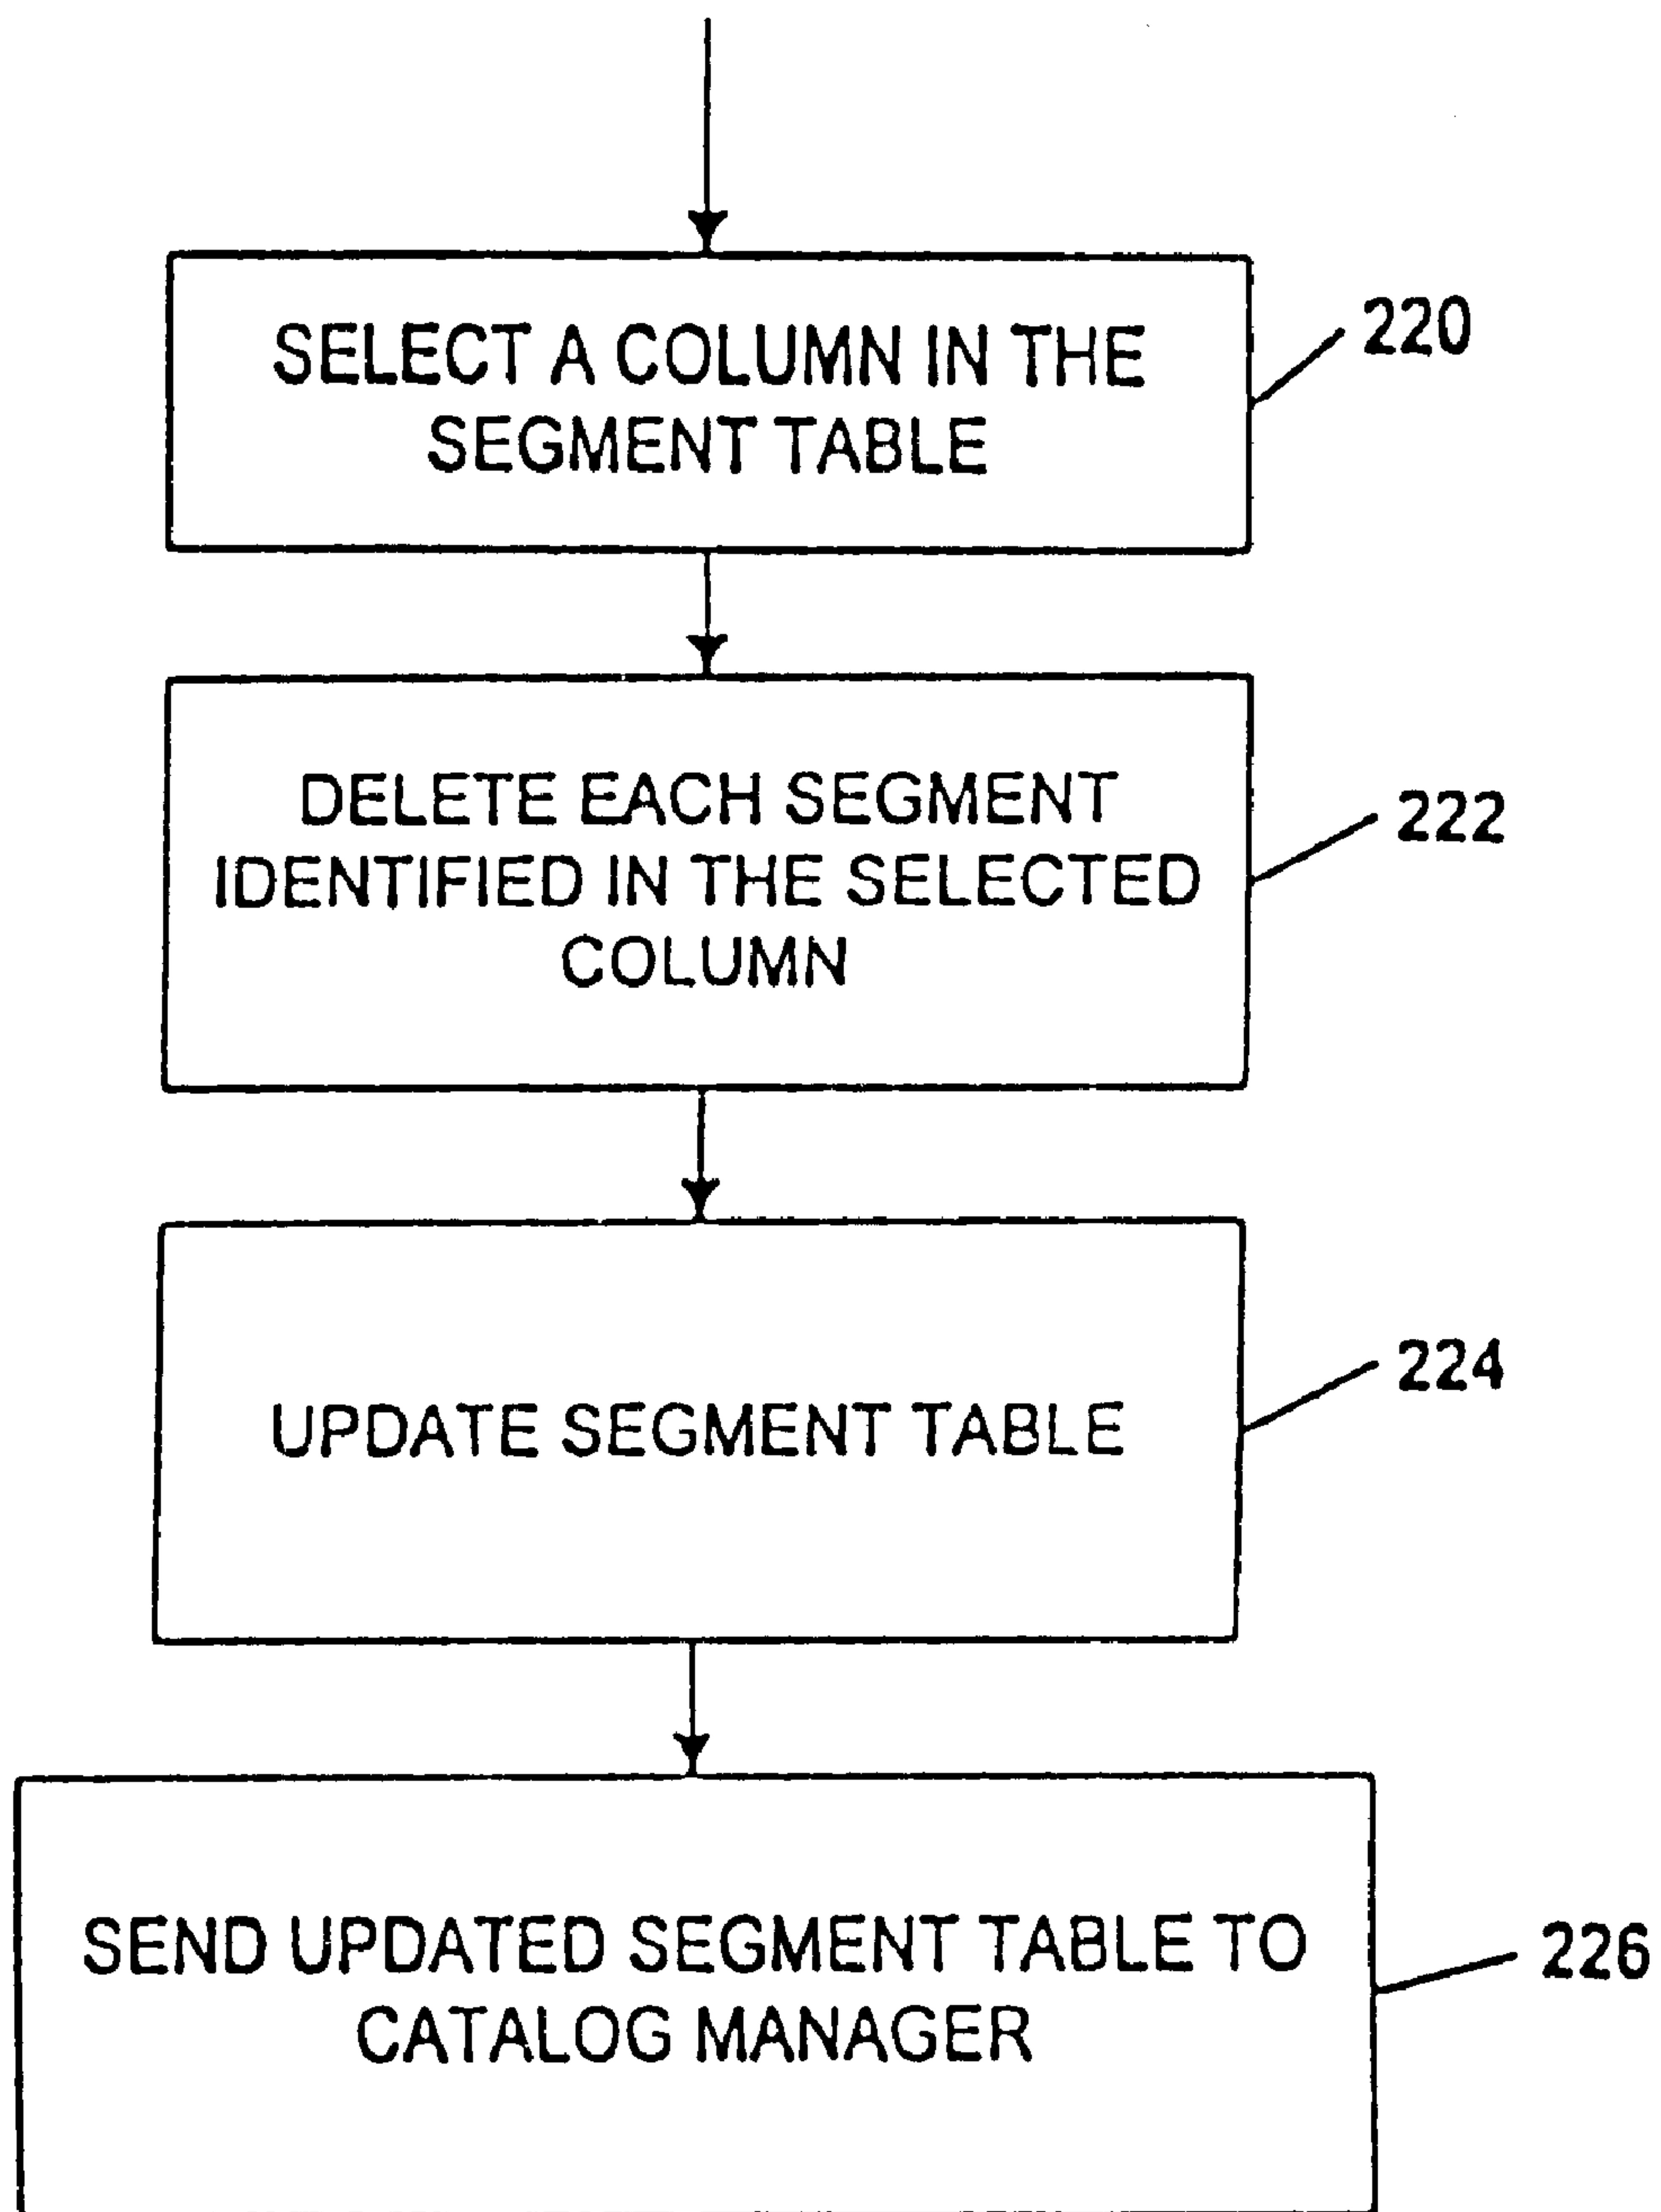 SELECT A COLUMN IN THE
SEGMENT TABLE
220
DELETE EACH SEGMENT
IDENTIFIED IN THE SELECTED
COLUMN
222
UPDATE SEGMENT TABLE
224
SEND UPDATED SEGMENT TABLE TO
CATALOG MANAGER
226